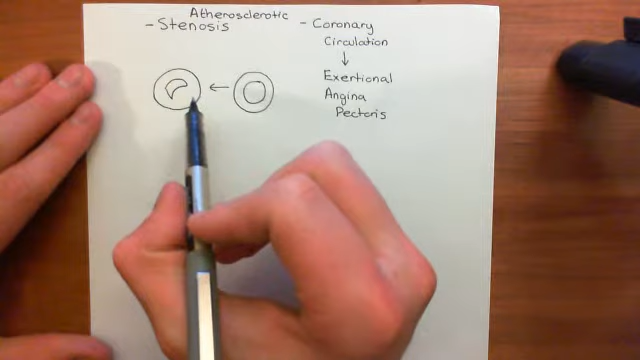 Atherosclerotic
- Stenosis
- Coronary
Circulation
↓
Exertional
Angina
Pectoris